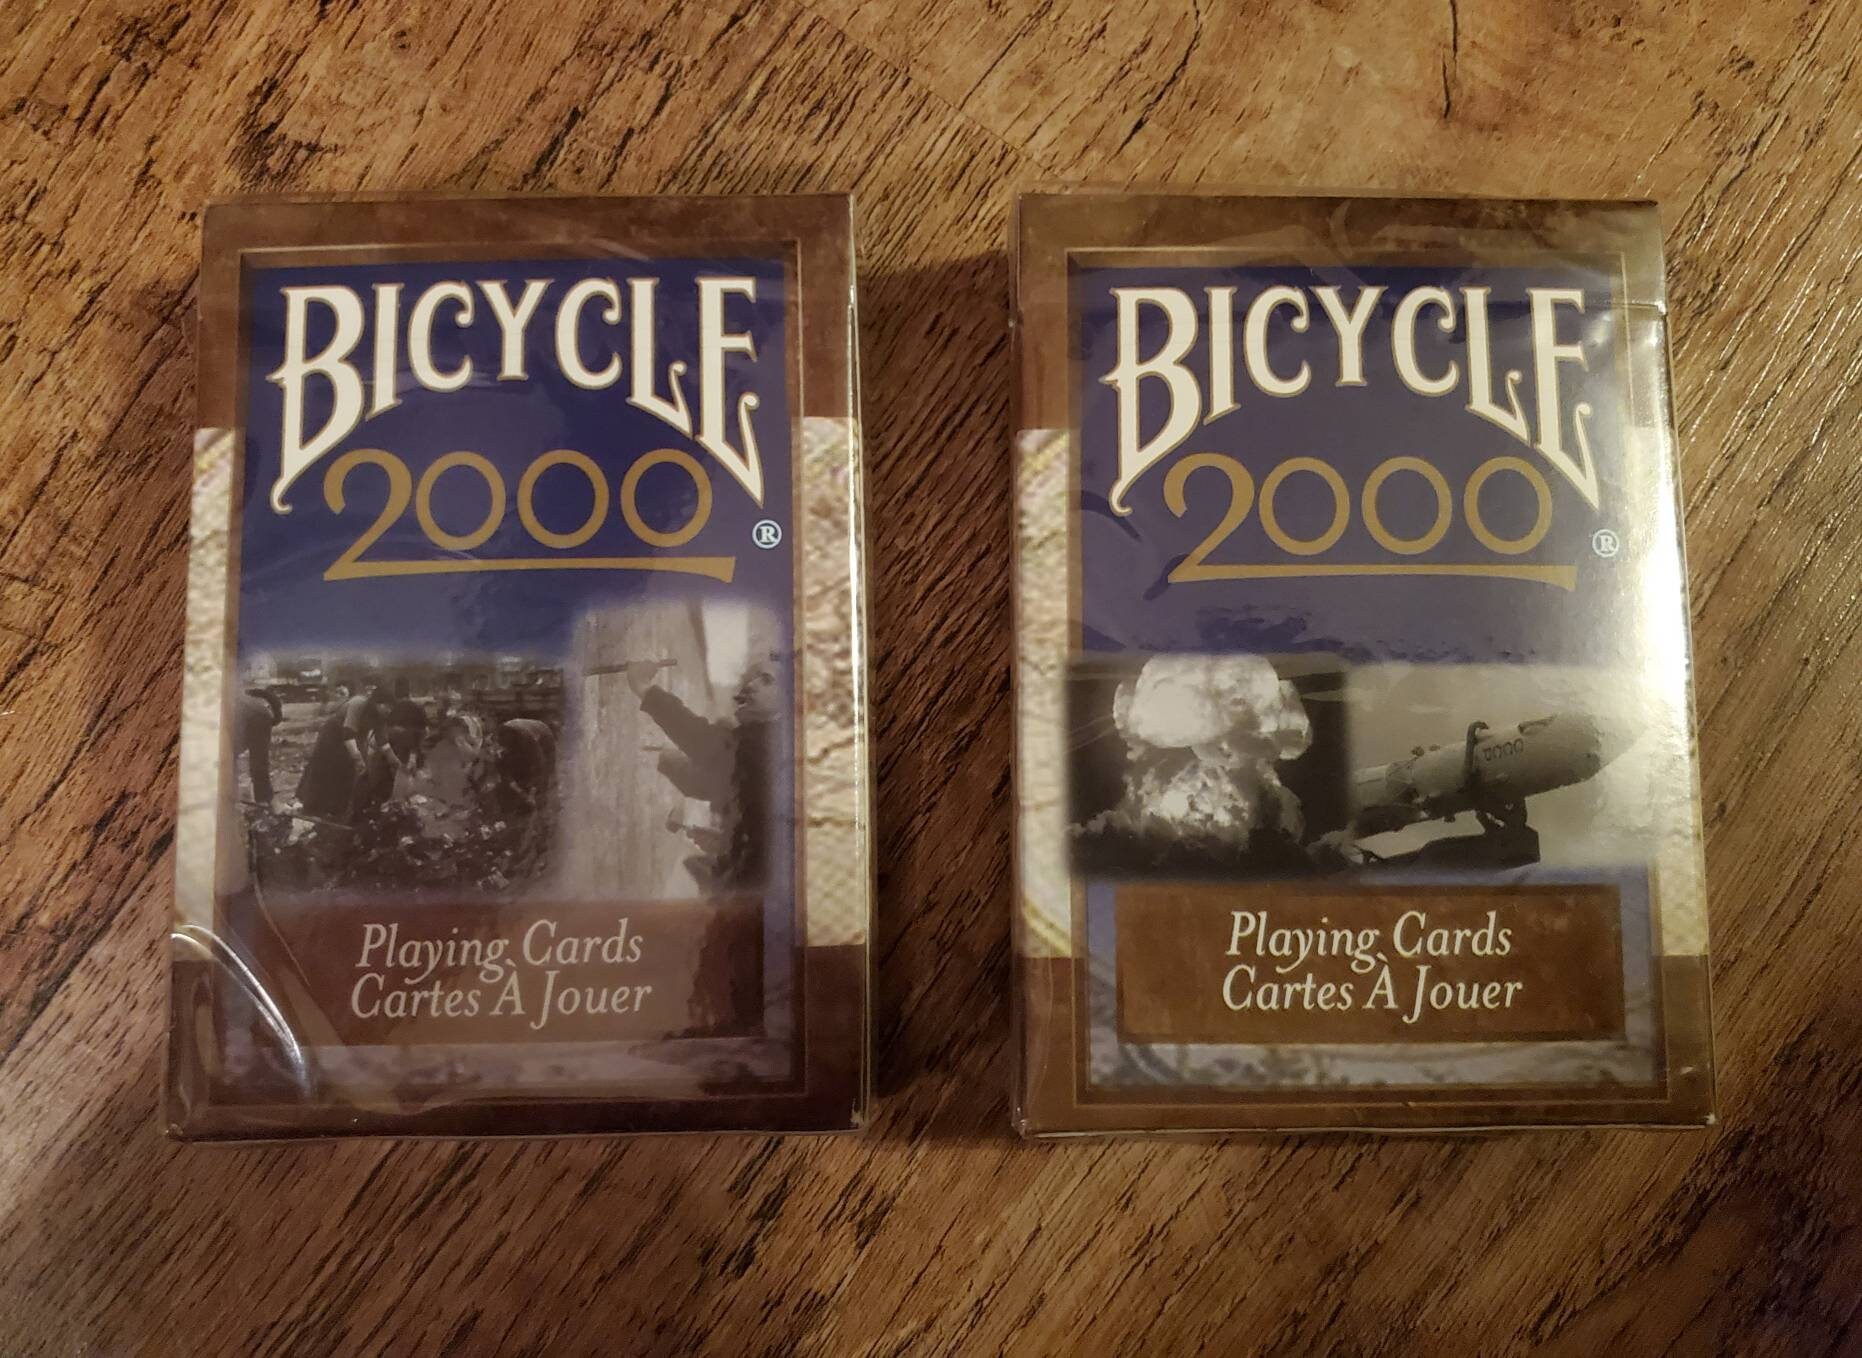 BICYCLE
2000
®
Playing Cards
Cartes À Jouer
BICYCLE
2000
®
Playing Cards
Cartes À Jouer